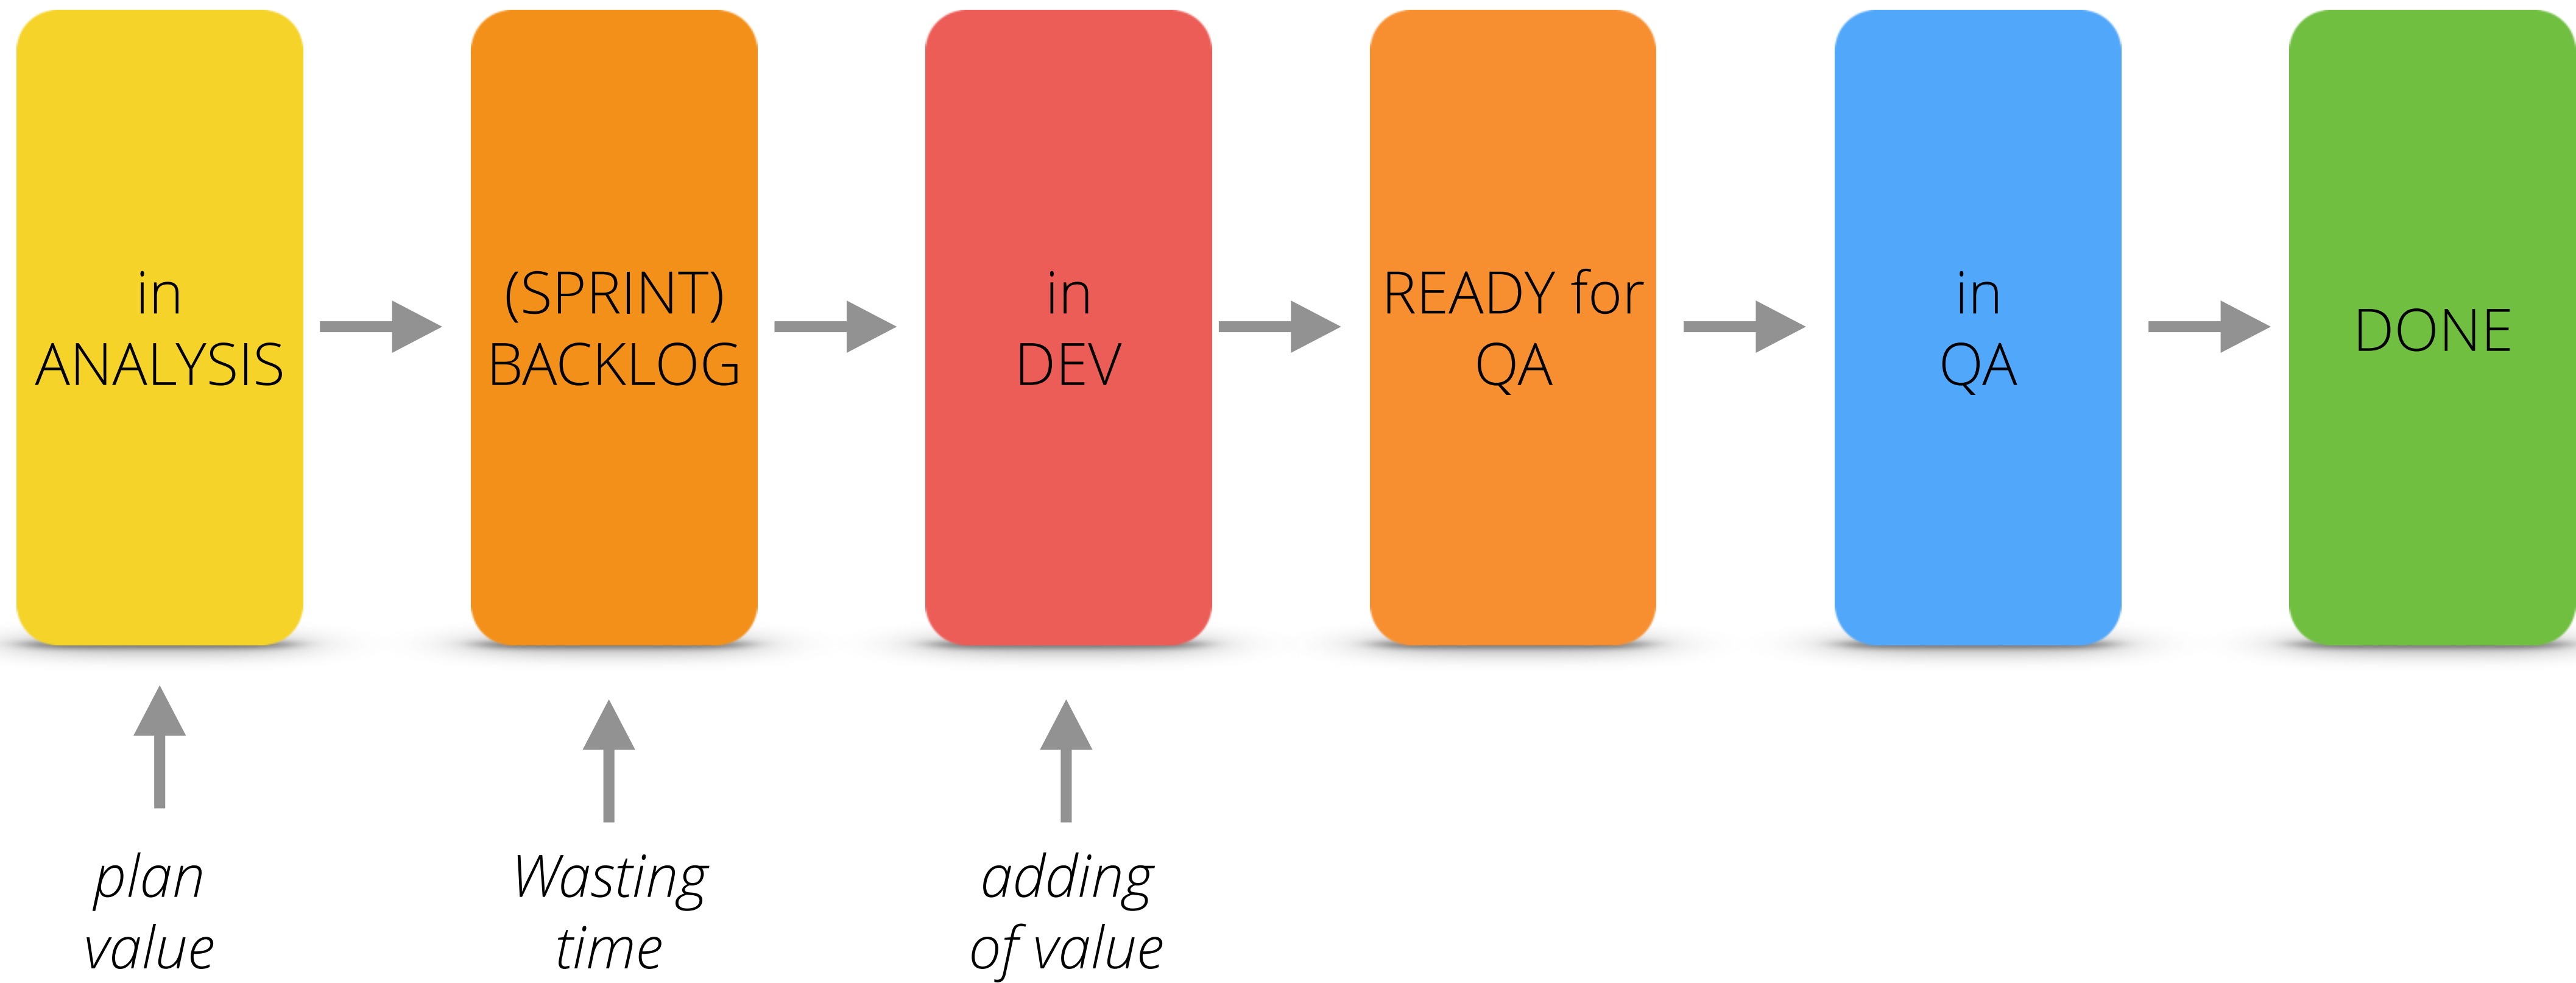 in
ANALYSIS
(SPRINT)
BACKLOG
in
DEV
READY for
QA
in
QA
DONE
plan
value
Wasting
time
adding
of value